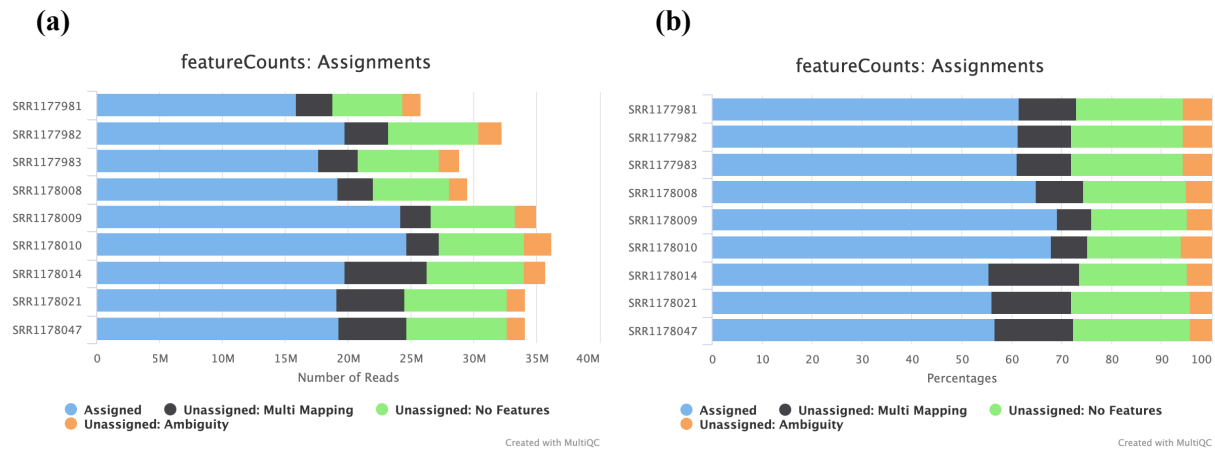 (a)
featureCounts: Assignments
SRR1177981
SRR1177982
SRR1177983
SRR1178008
SRR1178009
SRR1178010
SRR1178014
SRR1178021
SRR1178047
0 5M 10M 15M 20M 25M 30M 35M 40M
Number of Reads
Assigned Unassigned: Multi Mapping Unassigned: No Features
Unassigned: Ambiguity
Created with MultiQC
(b)
featureCounts: Assignments
SRR1177981
SRR1177982
SRR1177983
SRR1178008
SRR1178009
SRR1178010
SRR1178014
SRR1178021
SRR1178047
0 10 20 30 40 50 60 70 80 90 100
Percentages
Assigned Unassigned: Multi Mapping Unassigned: No Features
Unassigned: Ambiguity
Created with MultiQC